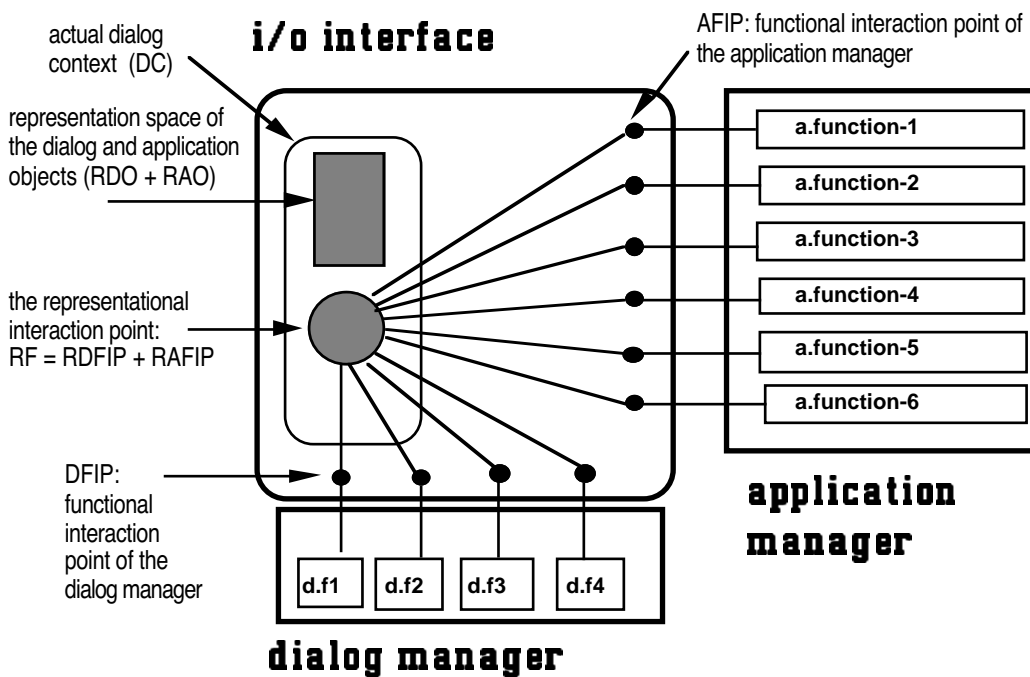 actual dialog
context (DC)
i/o interface
AFIP: functional interaction point of
the application manager
representation space of
the dialog and application
objects (RDO + RAO)
the representational
interaction point:
RF = RDFIP + RAFIP
DFIP:
functional
interaction
point of the
dialog manager
a.function-1
a.function-2
a.function-3
a.function-4
a.function-5
a.function-6
application
manager
d.f1
d.f2
d.f3
d.f4
dialog manager